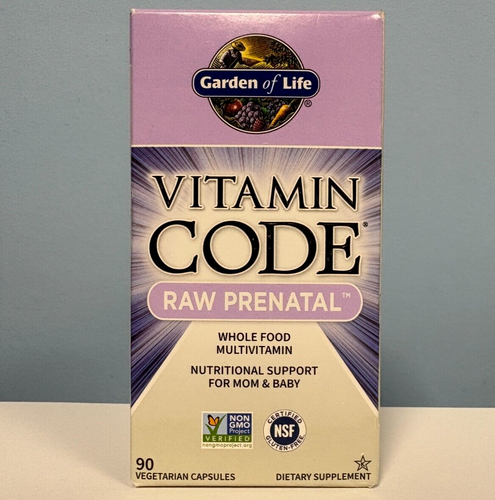 Garden of Life®
VITAMIN
CODE®
RAW PRENATAL™
WHOLE FOOD
MULTIVITAMIN
NUTRITIONAL SUPPORT
FOR MOM & BABY
NON
GMO
Project
VERIFIED
nongmoproject.org
CERTIFIED
NSF
GLUTEN-FREE
90
VEGETARIAN CAPSULES
DIETARY SUPPLEMENT